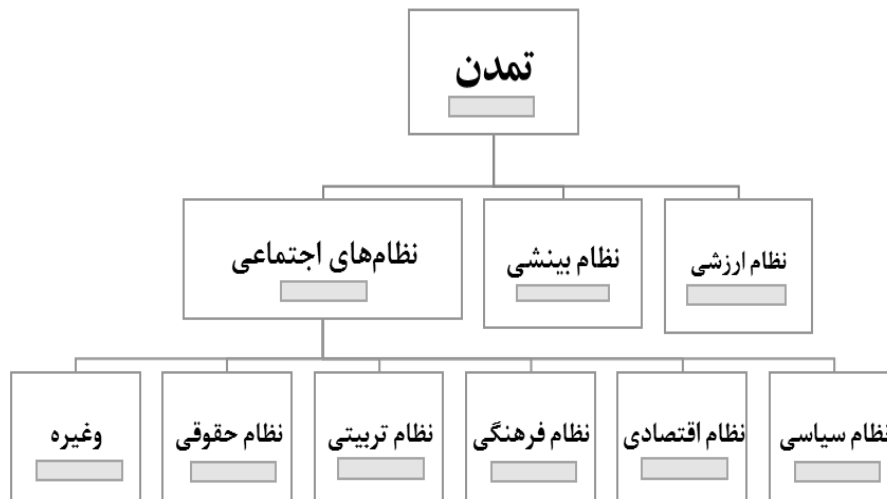 تمدن
نظام ارزشی
نظام بینشی
نظام‌های اجتماعی
نظام سیاسی
نظام اقتصادی
نظام فرهنگی
نظام تربیتی
نظام حقوقی
وغیره